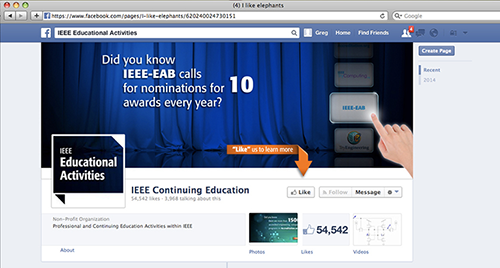 (4) I like elephants
https://www.facebook.com/pages/I-like-elephants/620240024730151
Google
IEEE Educational Activities
Greg
Home
Find Friends
Create Page
Recent
2014
Did you know
IEEE-EAB calls
for nominations for 10
awards every year?
IEEE-EAB
"Like" us to learn more
IEEE
Educational
Activities
IEEE Continuing Education
54,542 likes · 3,968 talking about this
Like
Follow
Message
Non-Profit Organization
Professional and Continuing Education Activities within IEEE
About
54,542
Photos
Likes
Videos